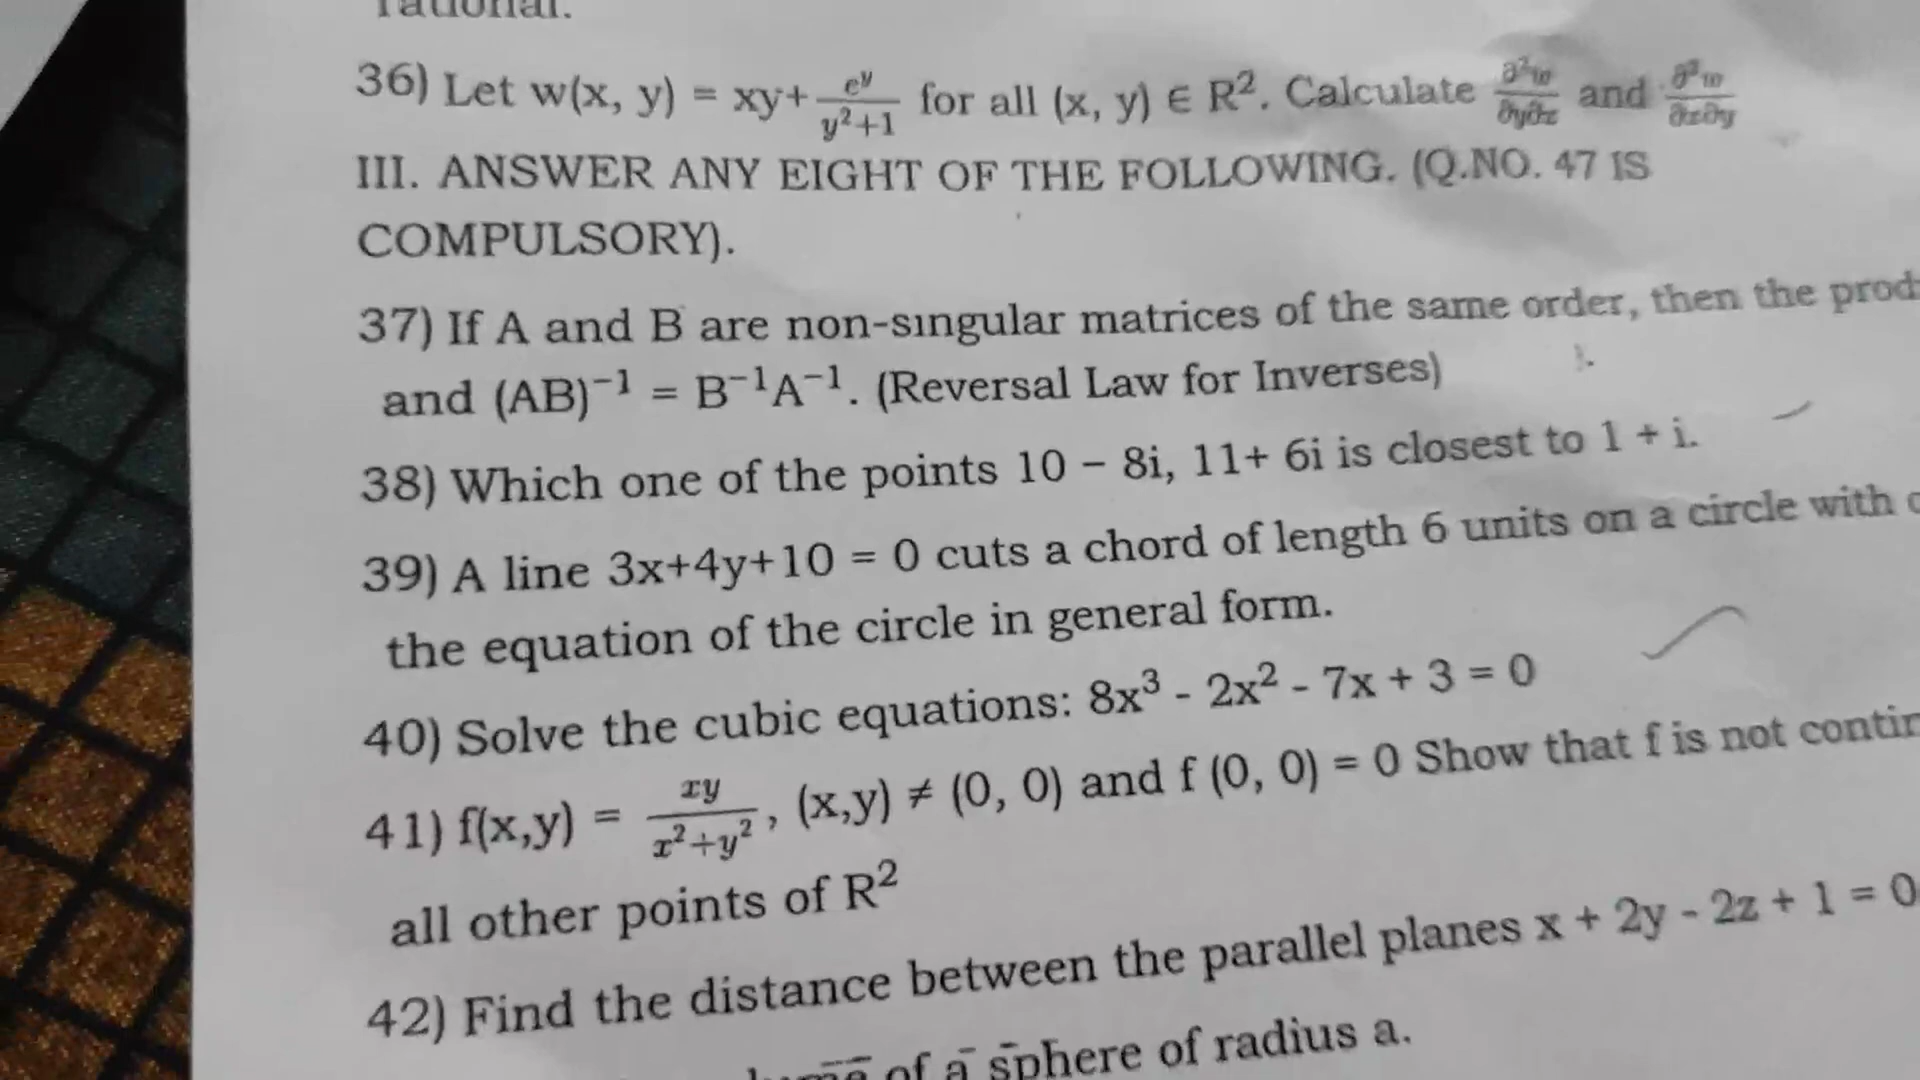 rational.
36) Let w(x, y) = xy+ e^y/(y²+1) for all (x, y) ∈ R². Calculate ∂²w/∂y∂x and ∂²w/∂x∂y
III. ANSWER ANY EIGHT OF THE FOLLOWING. (Q.NO. 47 IS
COMPULSORY).
37) If A and B are non-singular matrices of the same order, then the prod
and (AB)⁻¹ = B⁻¹A⁻¹. (Reversal Law for Inverses)
38) Which one of the points 10 – 8i, 11+ 6i is closest to 1 + i.
39) A line 3x+4y+10 = 0 cuts a chord of length 6 units on a circle with
the equation of the circle in general form.
40) Solve the cubic equations: 8x³ - 2x² - 7x + 3 = 0
41) f(x,y) = xy/(x²+y²), (x,y) ≠ (0, 0) and f (0, 0) = 0 Show that f is not contin
all other points of R²
42) Find the distance between the parallel planes x + 2y - 2z + 1 = 0
of a sphere of radius a.